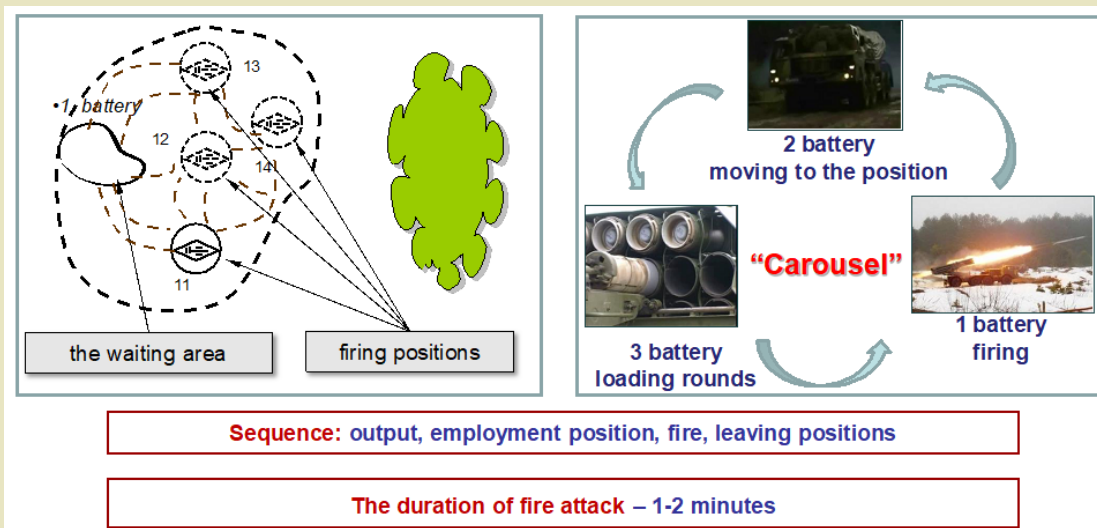 •1 battery
13
12
14
11
the waiting area
firing positions
2 battery
moving to the position
“Carousel”
3 battery
loading rounds
1 battery
firing
Sequence: output, employment position, fire, leaving positions
The duration of fire attack – 1-2 minutes